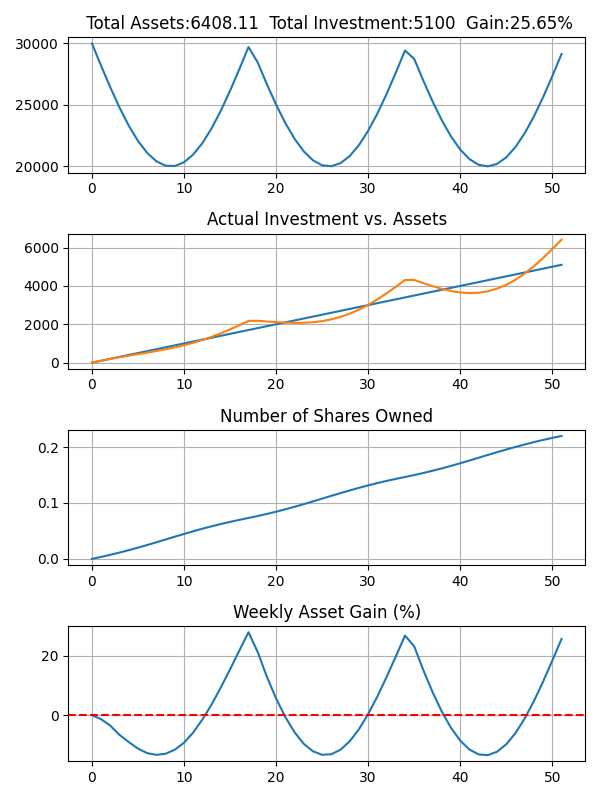 Total Assets:6408.11 Total Investment:5100 Gain:25.65%
30000
25000
20000
0 10 20 30 40 50
Actual Investment vs. Assets
6000
4000
2000
0
0 10 20 30 40 50
Number of Shares Owned
0.2
0.1
0.0
0 10 20 30 40 50
Weekly Asset Gain (%)
20
0
0 10 20 30 40 50